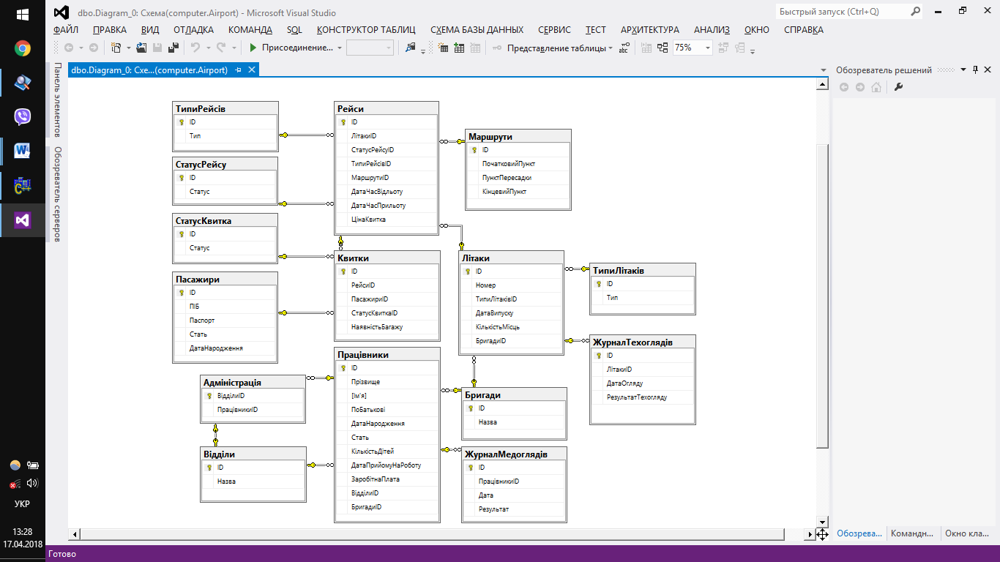 dbo.Diagram_0: Схема(computer.Airport) - Microsoft Visual Studio
Быстрый запуск (Ctrl+Q)
ФАЙЛ ПРАВКА ВИД ОТЛАДКА КОМАНДА SQL КОНСТРУКТОР ТАБЛИЦ СХЕМА БАЗЫ ДАННЫХ СЕРВИС ТЕСТ АРХИТЕКТУРА АНАЛИЗ ОКНО СПРАВКА
Присоединение... Представление таблицы abc 75%
Панель элементов
Обозреватель серверов
dbo.Diagram_0: Схе...(computer.Airport)
Обозреватель решений
ТипиРейсів
ID
Тип
СтатусРейсу
ID
Статус
СтатусКвитка
ID
Статус
Пасажири
ID
ПІБ
Паспорт
Стать
ДатаНародження
Адміністрація
ВідділиID
ПрацівникиID
Відділи
ID
Назва
Рейси
ID
ЛітакиID
СтатусРейсуID
ТипиРейсівID
МаршрутиID
ДатаЧасВідльоту
ДатаЧасПрильоту
ЦінаКвитка
Квитки
ID
РейсиID
ПасажириID
СтатусКвиткаID
НаявністьБагажу
Працівники
ID
Прізвище
[Ім'я]
ПоБатькові
ДатаНародження
Стать
КількістьДітей
ДатаПрийомуНаРоботу
ЗаробітнаПлата
ВідділиID
БригадиID
Маршрути
ID
ПочатковийПункт
ПунктПересадки
КінцевийПункт
Літаки
ID
Номер
ТипиЛітаківID
ДатаВипуску
КількістьМісць
БригадиID
Бригади
ID
Назва
ЖурналМедоглядів
ID
ПрацівникиID
Дата
Результат
ТипиЛітаків
ID
Тип
ЖурналТехоглядів
ID
ЛітакиID
ДатаОгляду
РезультатТехогляду
Обозрева... Командн... Окно кла...
УКР
13:28
17.04.2018
Готово